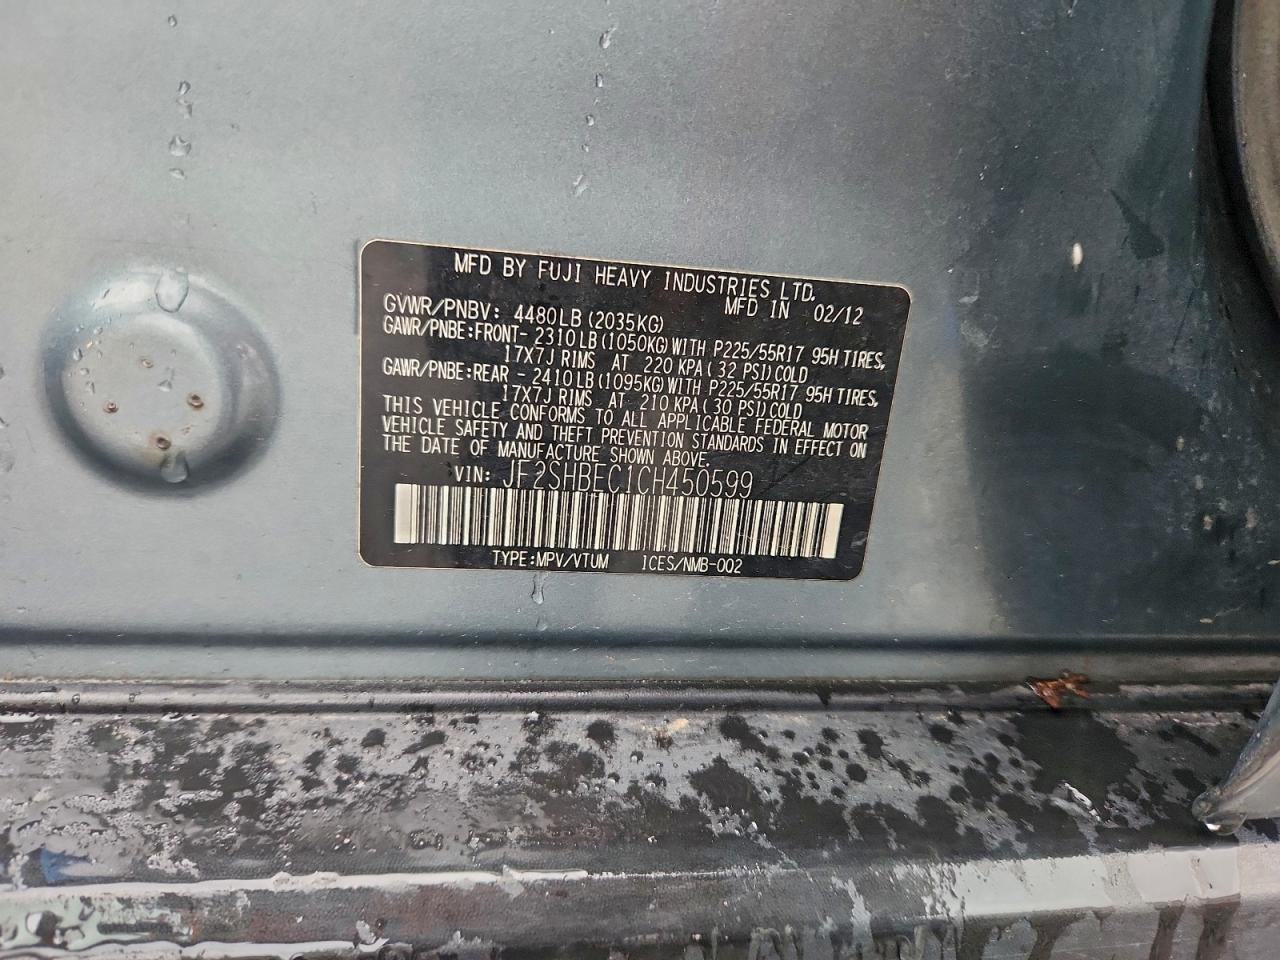 MFD BY FUJI HEAVY INDUSTRIES LTD.
MFD IN 02/12
GVWR/PNBV: 4480LB(2035KG)
GAWR/PNBE:FRONT-2310LB(1050KG)WITH P225/55R17 95H TIRES,
17X7J RIMS AT 220 KPA(32 PSI)COLD
GAWR/PNBE:REAR -2410LB(1095KG)WITH P225/55R17 95H TIRES,
17X7J RIMS AT 210 KPA(30 PSI)COLD
THIS VEHICLE CONFORMS TO ALL APPLICABLE FEDERAL MOTOR
VEHICLE SAFETY AND THEFT PREVENTION STANDARDS IN EFFECT ON
THE DATE OF MANUFACTURE SHOWN ABOVE.
VIN: JF2SHBEC1CH450599
TYPE:MPV/VTUM ICES/NMB-002